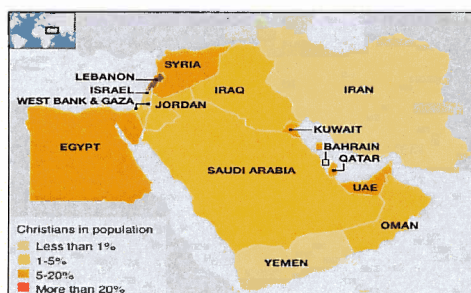 SYRIA
LEBANON
ISRAEL
WEST BANK & GAZA
JORDAN
IRAQ
IRAN
EGYPT
KUWAIT
BAHRAIN
QATAR
SAUDI ARABIA
UAE
OMAN
YEMEN
Christians in population
Less than 1%
1-5%
5-20%
More than 20%